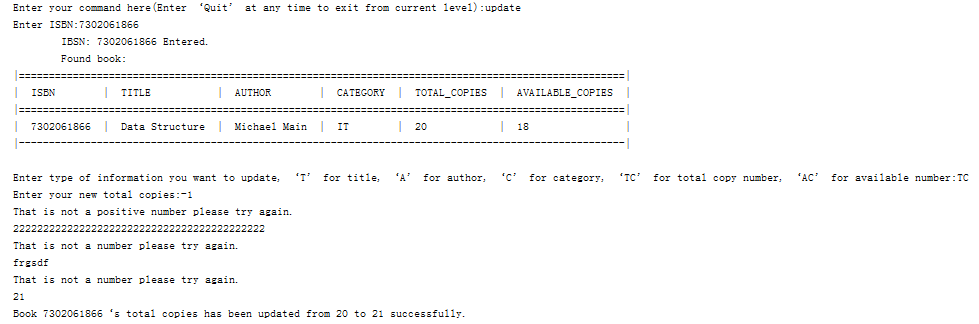 Enter your command here(Enter ‘Quit’ at any time to exit from current level):update
Enter ISBN:7302061866
IBSN: 7302061866 Entered.
Found book:
|=====================================================================================================|
| ISBN | TITLE | AUTHOR | CATEGORY | TOTAL_COPIES | AVAILABLE_COPIES |
|=====================================================================================================|
| 7302061866 | Data Structure | Michael Main | IT | 20 | 18 |
|-----------------------------------------------------------------------------------------------------|
Enter type of information you want to update, ‘T’ for title, ‘A’ for author, ‘C’ for category, ‘TC’ for total copy number, ‘AC’ for available number:TC
Enter your new total copies:-1
That is not a positive number please try again.
222222222222222222222222222222222222222222
That is not a number please try again.
frgsdf
That is not a number please try again.
21
Book 7302061866 ‘s total copies has been updated from 20 to 21 successfully.